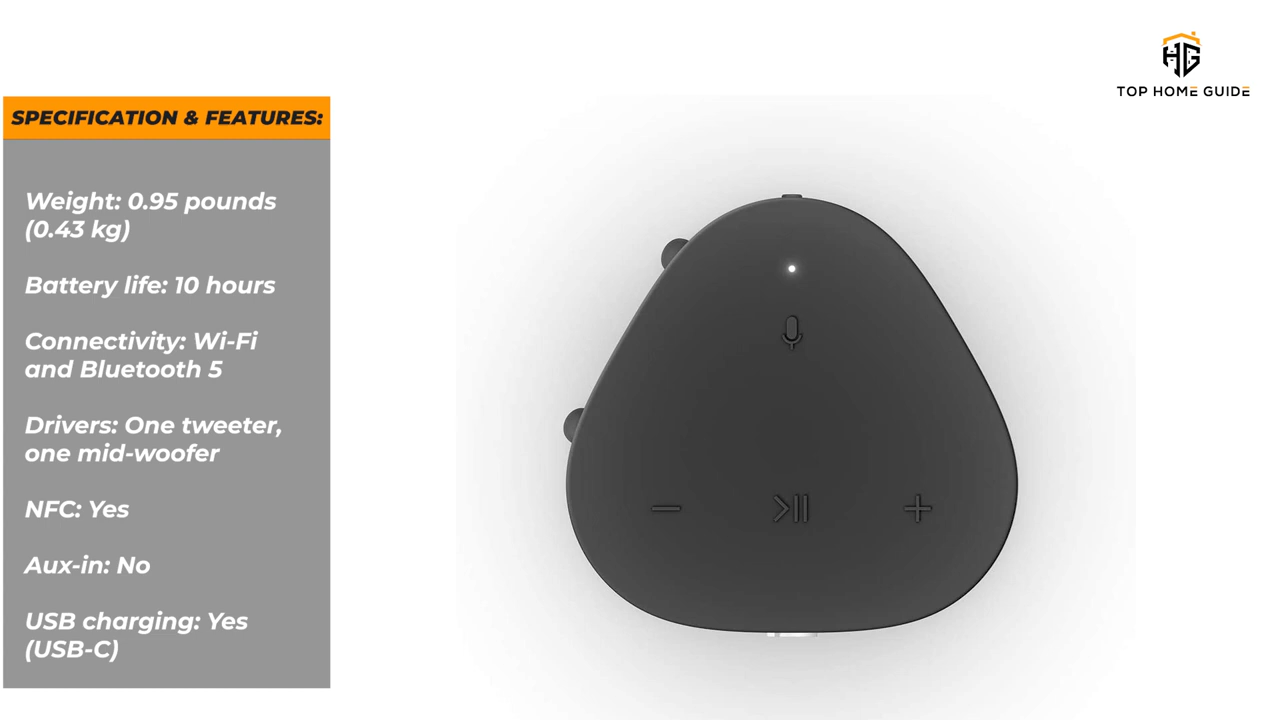 HG
TOP HOME GUIDE
SPECIFICATION & FEATURES:
Weight: 0.95 pounds
(0.43 kg)
Battery life: 10 hours
Connectivity: Wi-Fi
and Bluetooth 5
Drivers: One tweeter,
one mid-woofer
NFC: Yes
Aux-in: No
USB charging: Yes
(USB-C)